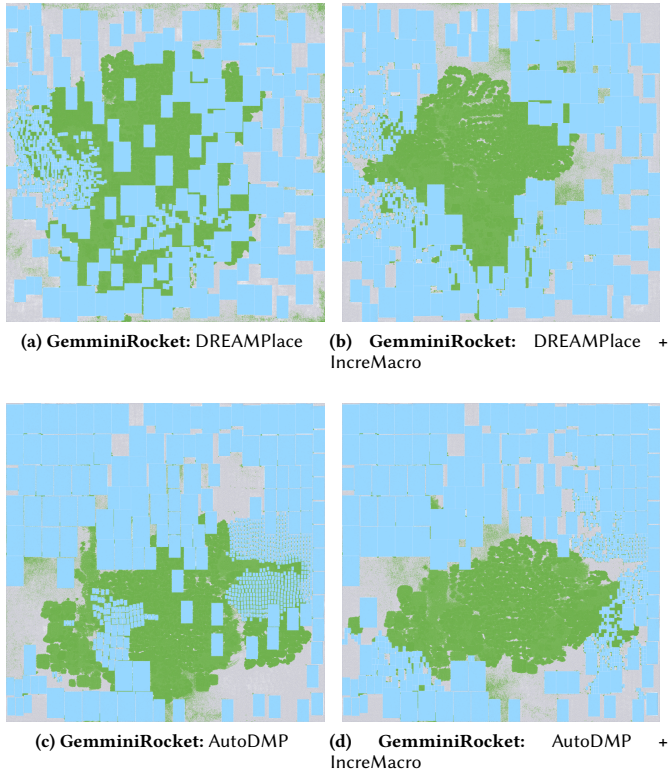 (a) GemminiRocket: DREAMPlace
(b) GemminiRocket: DREAMPlace +
IncreMacro
(c) GemminiRocket: AutoDMP
(d) GemminiRocket: AutoDMP +
IncreMacro